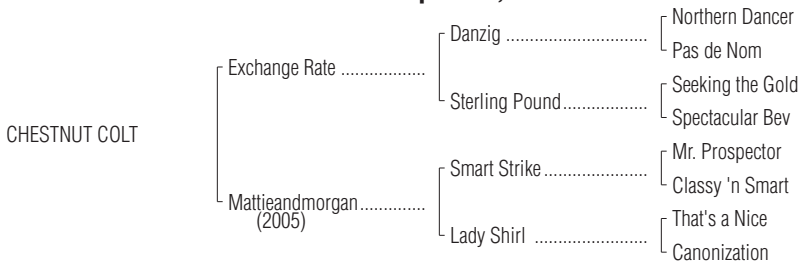 Northern Dancer
Danzig ..............................
Pas de Nom
Exchange Rate ..................
Seeking the Gold
Sterling Pound..................
Spectacular Bev
CHESTNUT COLT
Mr. Prospector
Smart Strike......................
Classy 'n Smart
Mattieandmorgan..............
(2005)
That's a Nice
Lady Shirl ........................
Canonization